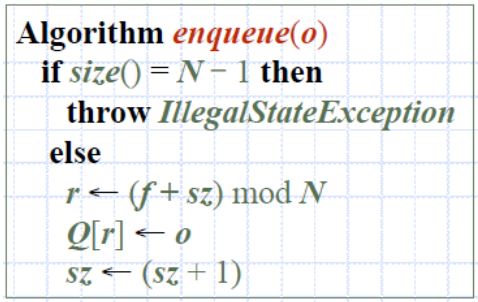 Algorithm enqueue(o)
if size() = N − 1 then
throw IllegalStateException
else
r ← (f + sz) mod N
Q[r] ← o
sz ← (sz + 1)